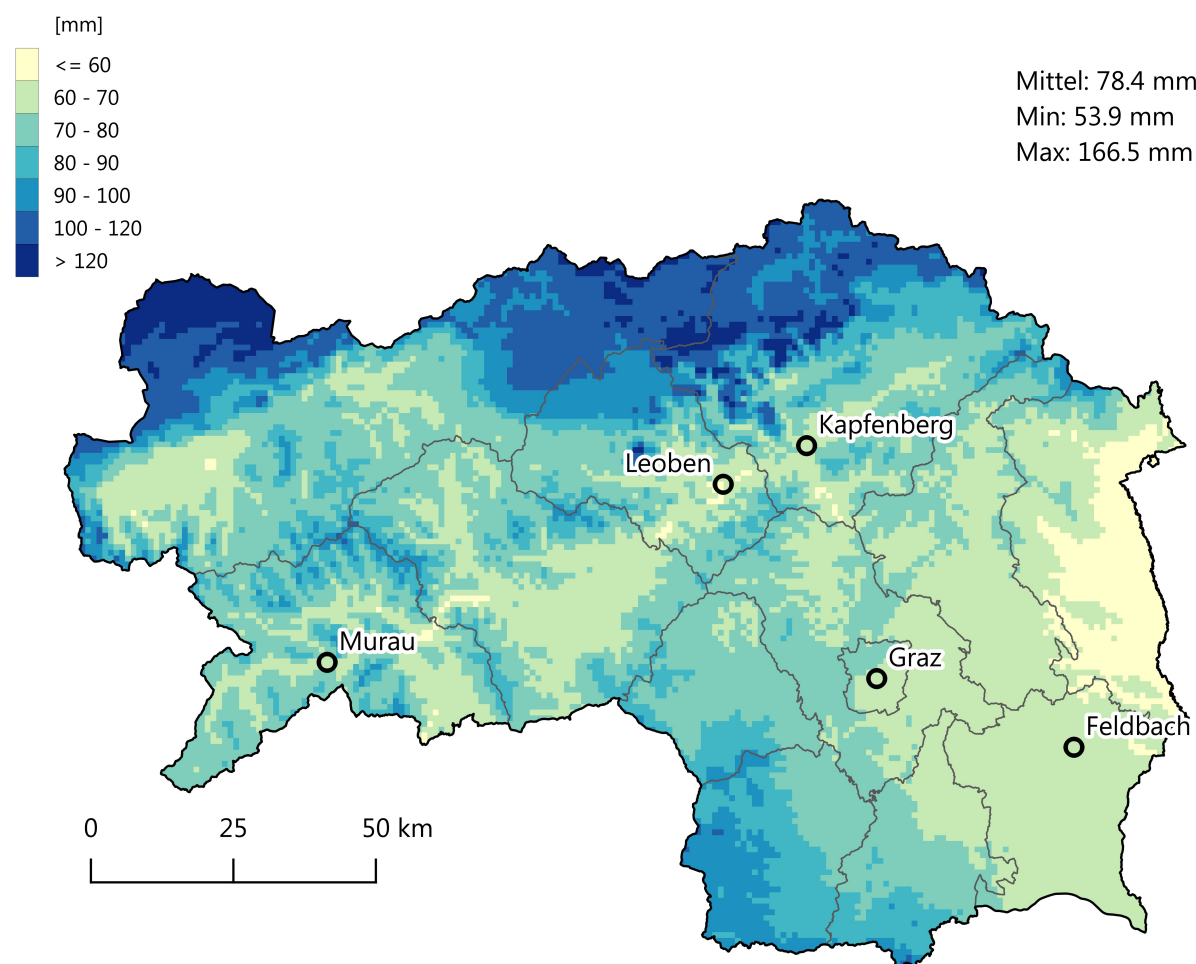 [mm]
<= 60
60 - 70
70 - 80
80 - 90
90 - 100
100 - 120
> 120
Mittel: 78.4 mm
Min: 53.9 mm
Max: 166.5 mm
Kapfenberg
Leoben
Murau
Graz
Feldbach
0 25 50 km